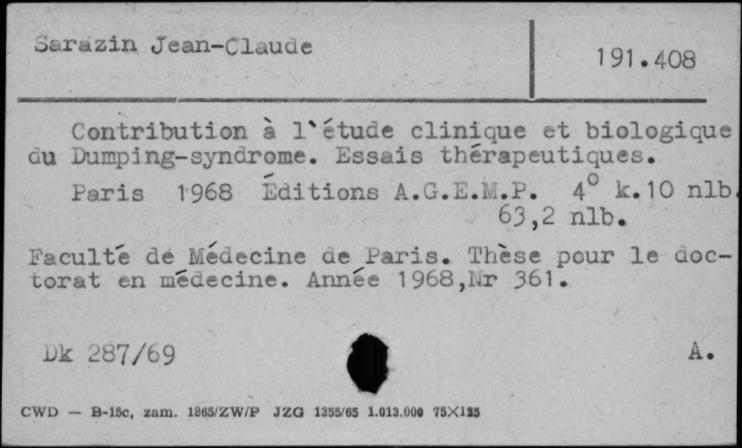 Sarazin Jean-Claude
191.408
Contribution à l'étude clinique et biologique
du Dumping-syndrome. Essais thérapeutiques.
Paris 1968 Éditions A.G.E.M.P. 4° k.10 nlb.
63,2 nlb.
Faculté de Médecine de Paris. Thèse pour le doc-
torat en médecine. Année 1968,Nr 361.
Dk 287/69
A.
CWD — B-15c, zam. 1865/ZW/P JZG 1355/65 1.013.000 75X125